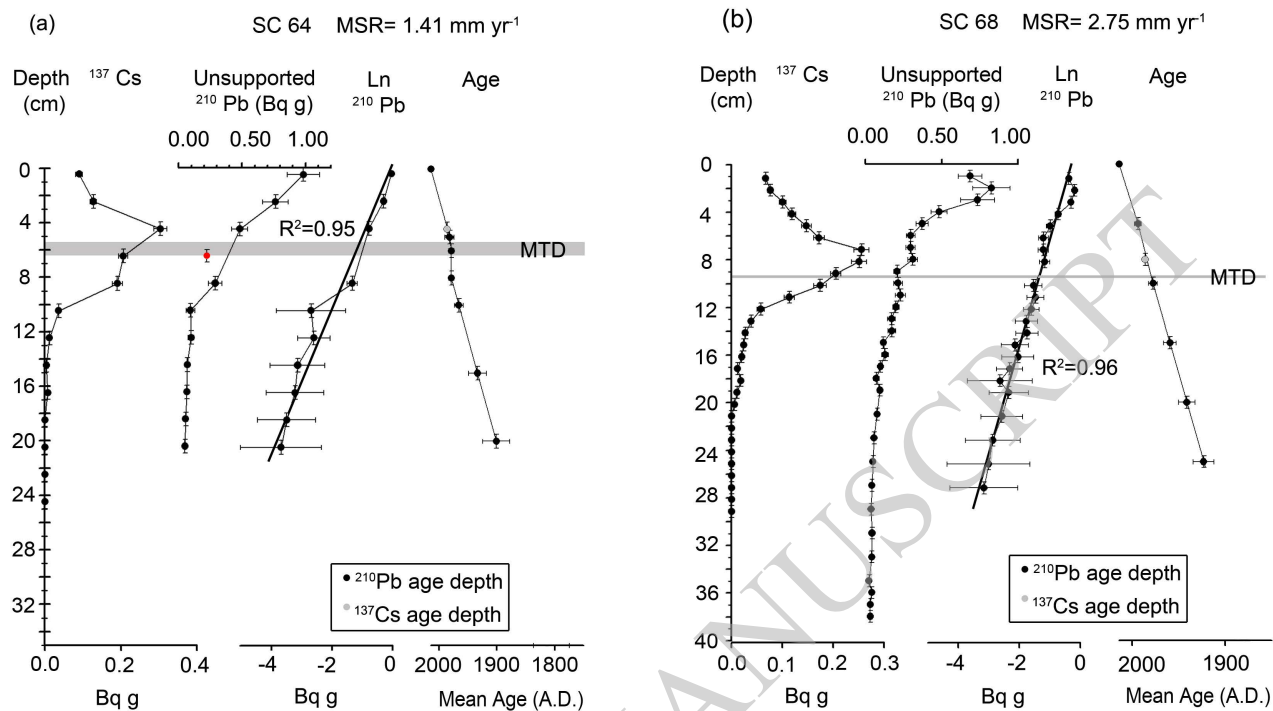 (a)
SC 64 MSR= 1.41 mm yr⁻¹
Depth (cm)
¹³⁷ Cs
Unsupported
²¹⁰ Pb (Bq g)
Ln
²¹⁰ Pb
Age
0.00 0.50 1.00
0
4
8
12
16
20
24
28
32
R²=0.95
MTD
²¹⁰Pb age depth
¹³⁷Cs age depth
0.0 0.2 0.4
-4 -2 0
2000 1900 1800
Bq g
Bq g
Mean Age (A.D.)
(b)
SC 68 MSR= 2.75 mm yr⁻¹
Depth (cm)
¹³⁷ Cs
Unsupported
²¹⁰ Pb (Bq g)
Ln
²¹⁰ Pb
Age
0.00 0.50 1.00
0
4
8
12
16
20
24
28
32
36
40
MTD
R²=0.96
²¹⁰Pb age depth
¹³⁷Cs age depth
0.0 0.1 0.2 0.3
-4 -2 0
2000 1900
Bq g
Bq g
Mean Age (A.D.)
MANUSCRIPT